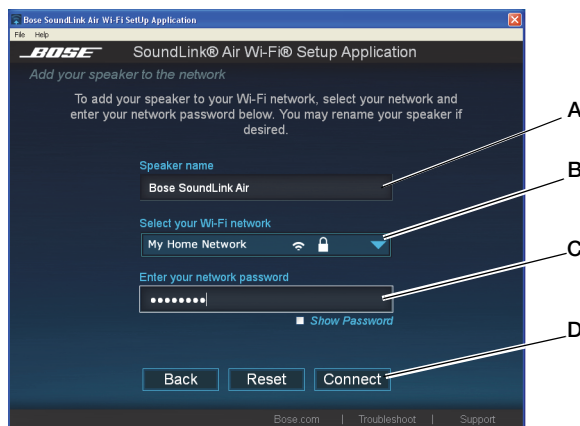 Bose SoundLink Air Wi-Fi SetUp Application
File Help
BOSE SoundLink® Air Wi-Fi® Setup Application
Add your speaker to the network
To add your speaker to your Wi-Fi network, select your network and
enter your network password below. You may rename your speaker if
desired.
A
Speaker name
Bose SoundLink Air
B
Select your Wi-Fi network
My Home Network
C
Enter your network password
••••••••
Show Password
D
Back Reset Connect
Bose.com | Troubleshoot | Support